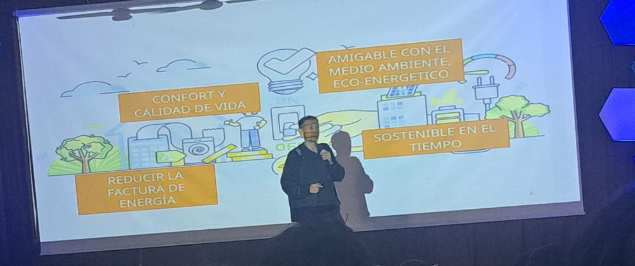 AMIGABLE CON EL
MEDIO AMBIENTE,
ECO-ENERGETICO
CONFORT Y
CALIDAD DE VIDA
ON
SOSTENIBLE EN EL
TIEMPO
REDUCIR LA
FACTURA DE
ENERGÍA